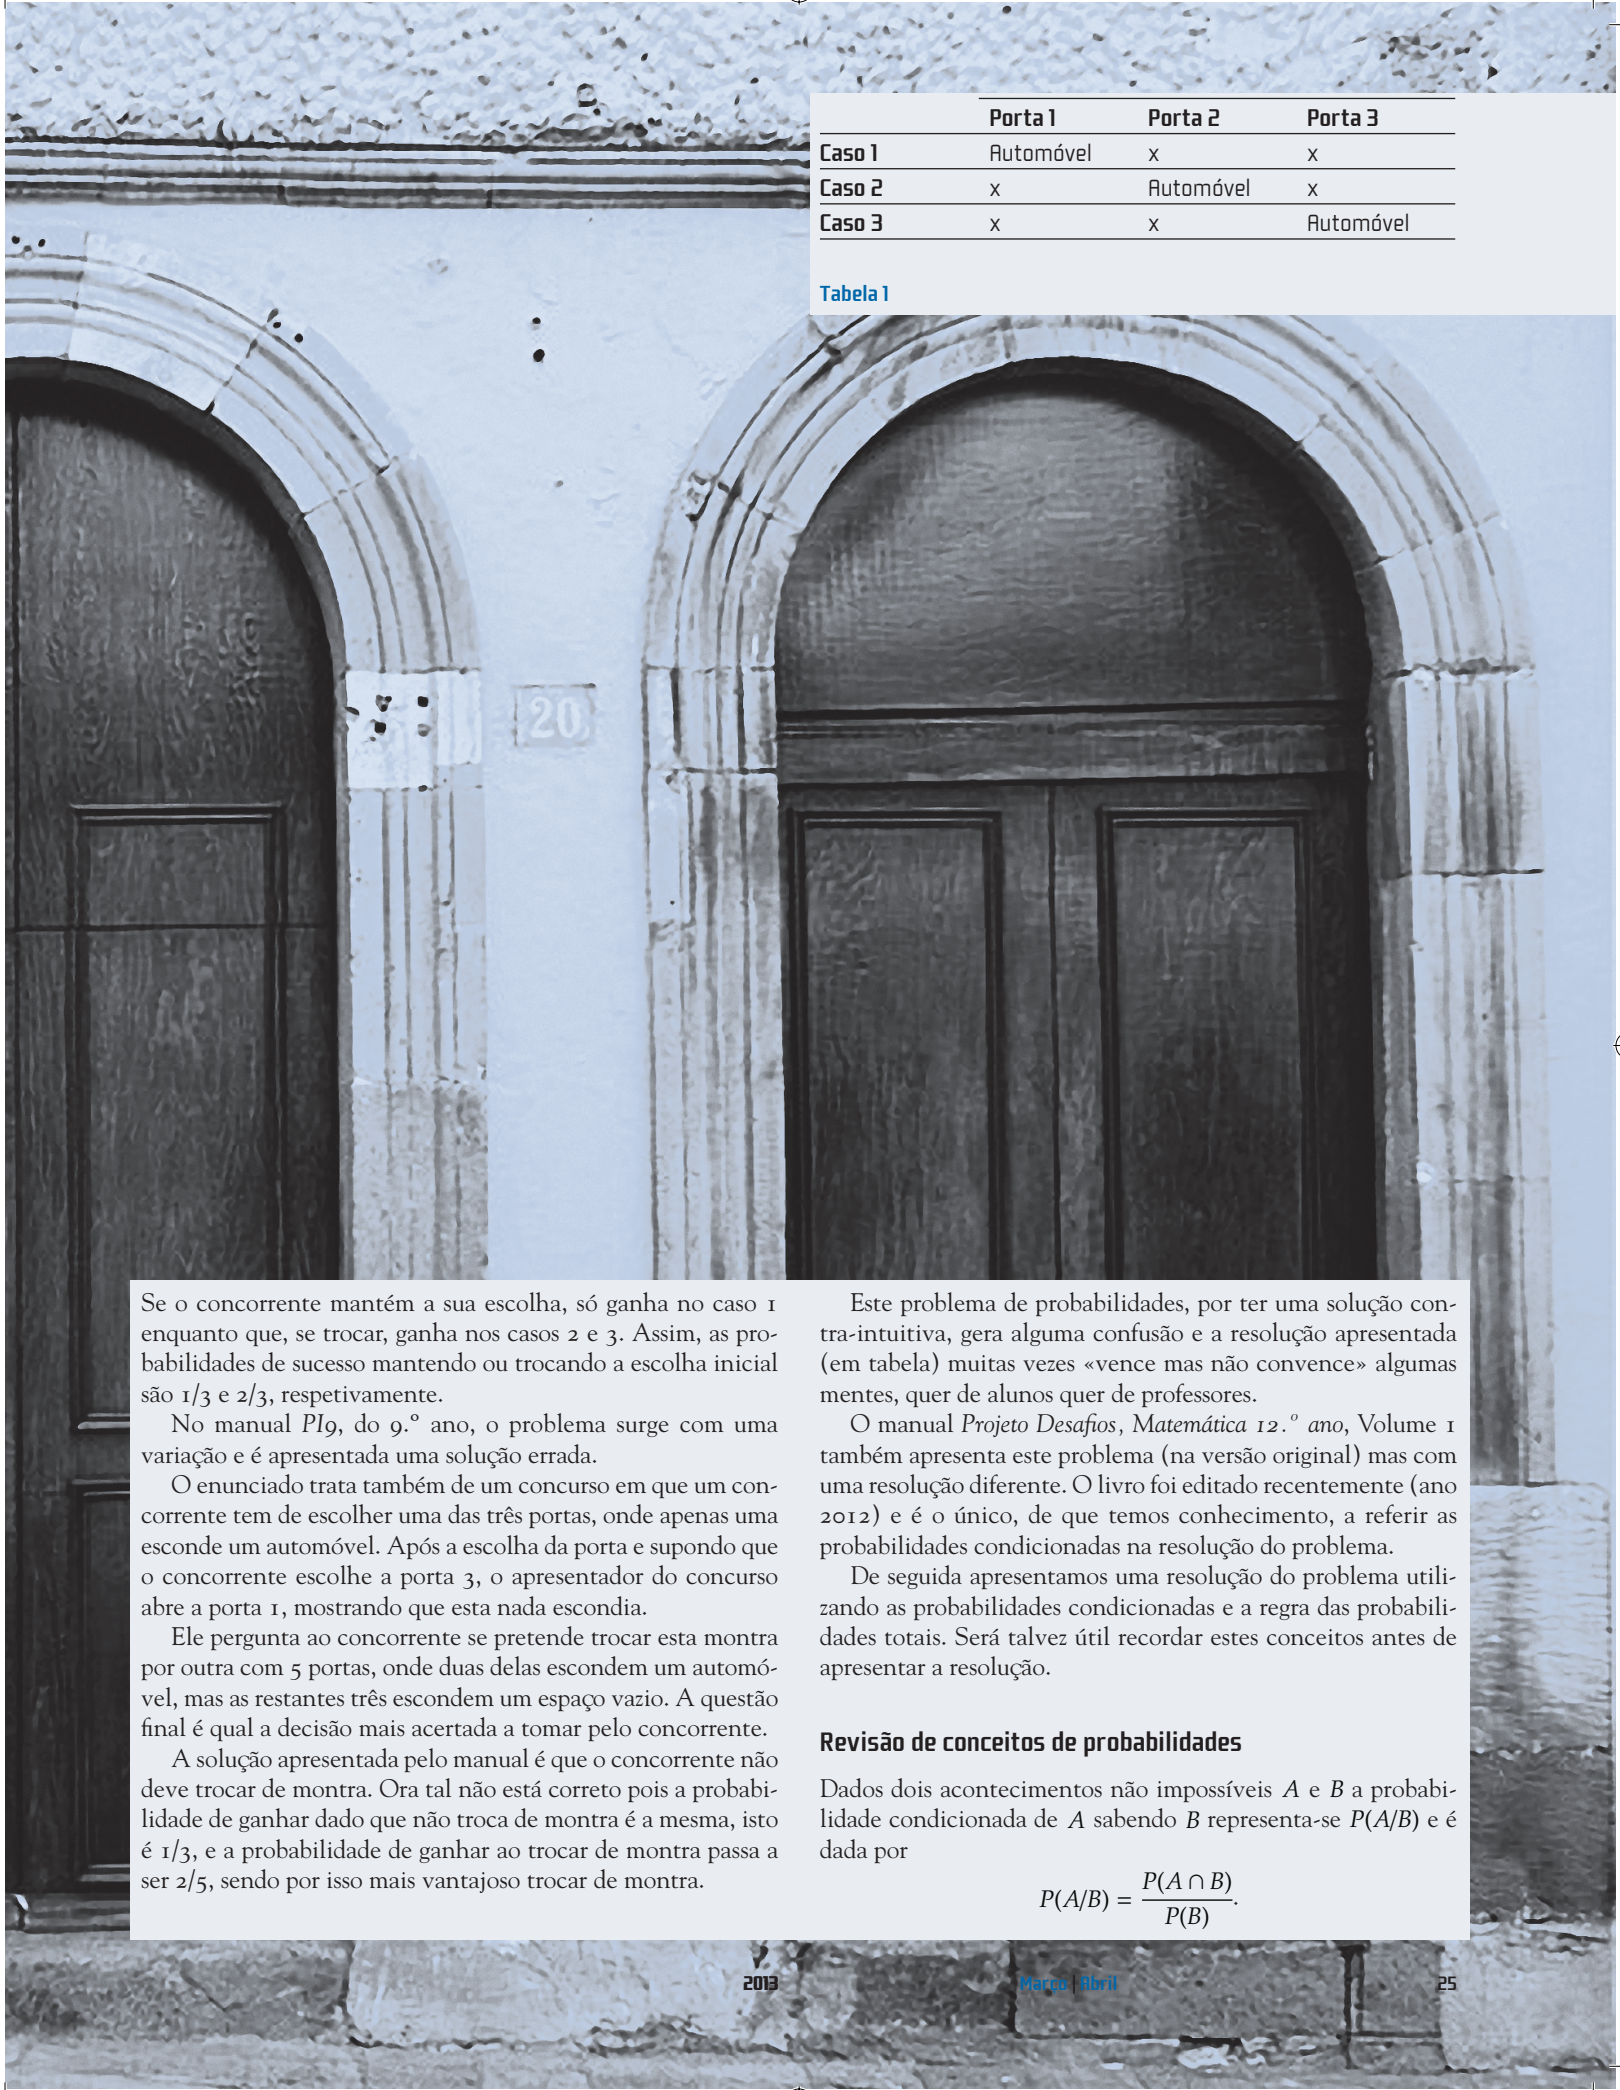 Porta 1 Porta 2 Porta 3
Caso 1 Automóvel x x
Caso 2 x Automóvel x
Caso 3 x x Automóvel
Tabela 1
20
Se o concorrente mantém a sua escolha, só ganha no caso 1
enquanto que, se trocar, ganha nos casos 2 e 3. Assim, as pro-
babilidades de sucesso mantendo ou trocando a escolha inicial
são 1/3 e 2/3, respetivamente.
No manual PI9, do 9.º ano, o problema surge com uma
variação e é apresentada uma solução errada.
O enunciado trata também de um concurso em que um con-
corrente tem de escolher uma das três portas, onde apenas uma
esconde um automóvel. Após a escolha da porta e supondo que
o concorrente escolhe a porta 3, o apresentador do concurso
abre a porta 1, mostrando que esta nada escondia.
Ele pergunta ao concorrente se pretende trocar esta montra
por outra com 5 portas, onde duas delas escondem um automó-
vel, mas as restantes três escondem um espaço vazio. A questão
final é qual a decisão mais acertada a tomar pelo concorrente.
A solução apresentada pelo manual é que o concorrente não
deve trocar de montra. Ora tal não está correto pois a probabi-
lidade de ganhar dado que não troca de montra é a mesma, isto
é 1/3, e a probabilidade de ganhar ao trocar de montra passa a
ser 2/5, sendo por isso mais vantajoso trocar de montra.
Este problema de probabilidades, por ter uma solução con-
tra-intuitiva, gera alguma confusão e a resolução apresentada
(em tabela) muitas vezes «vence mas não convence» algumas
mentes, quer de alunos quer de professores.
O manual Projeto Desafios, Matemática 12.º ano, Volume 1
também apresenta este problema (na versão original) mas com
uma resolução diferente. O livro foi editado recentemente (ano
2012) e é o único, de que temos conhecimento, a referir as
probabilidades condicionadas na resolução do problema.
De seguida apresentamos uma resolução do problema utili-
zando as probabilidades condicionadas e a regra das probabili-
dades totais. Será talvez útil recordar estes conceitos antes de
apresentar a resolução.
Revisão de conceitos de probabilidades
Dados dois acontecimentos não impossíveis A e B a probabi-
lidade condicionada de A sabendo B representa-se P(A/B) e é
dada por
P(A/B) = P(A ∩ B) / P(B).
2013 Março | Abril 25